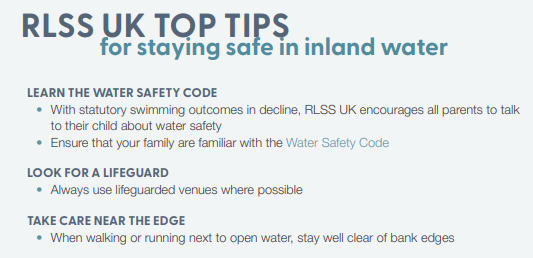 RLSS UK TOP TIPS
for staying safe in inland water
LEARN THE WATER SAFETY CODE
• With statutory swimming outcomes in decline, RLSS UK encourages all parents to talk
to their child about water safety
• Ensure that your family are familiar with the Water Safety Code
LOOK FOR A LIFEGUARD
• Always use lifeguarded venues where possible
TAKE CARE NEAR THE EDGE
• When walking or running next to open water, stay well clear of bank edges